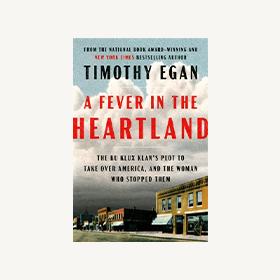 FROM THE NATIONAL BOOK AWARD–WINNING AND
NEW YORK TIMES BESTSELLING AUTHOR
TIMOTHY EGAN
A FEVER IN THE
HEARTLAND
THE KU KLUX KLAN'S PLOT TO
TAKE OVER AMERICA, AND THE WOMAN
WHO STOPPED THEM